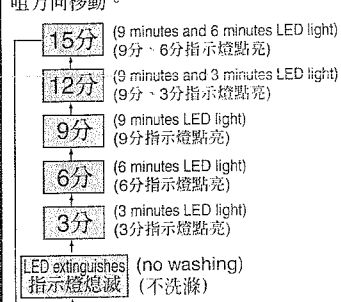 咀方向移動。
15分 (9 minutes and 6 minutes LED light)
(9分、6分指示燈點亮)
12分 (9 minutes and 3 minutes LED light)
(9分、3分指示燈點亮)
9分 (9 minutes LED light)
(9分指示燈點亮)
6分 (6 minutes LED light)
(6分指示燈點亮)
3分 (3 minutes LED light)
(3分指示燈點亮)
LED extinguishes (no washing)
指示燈熄滅 (不洗滌)